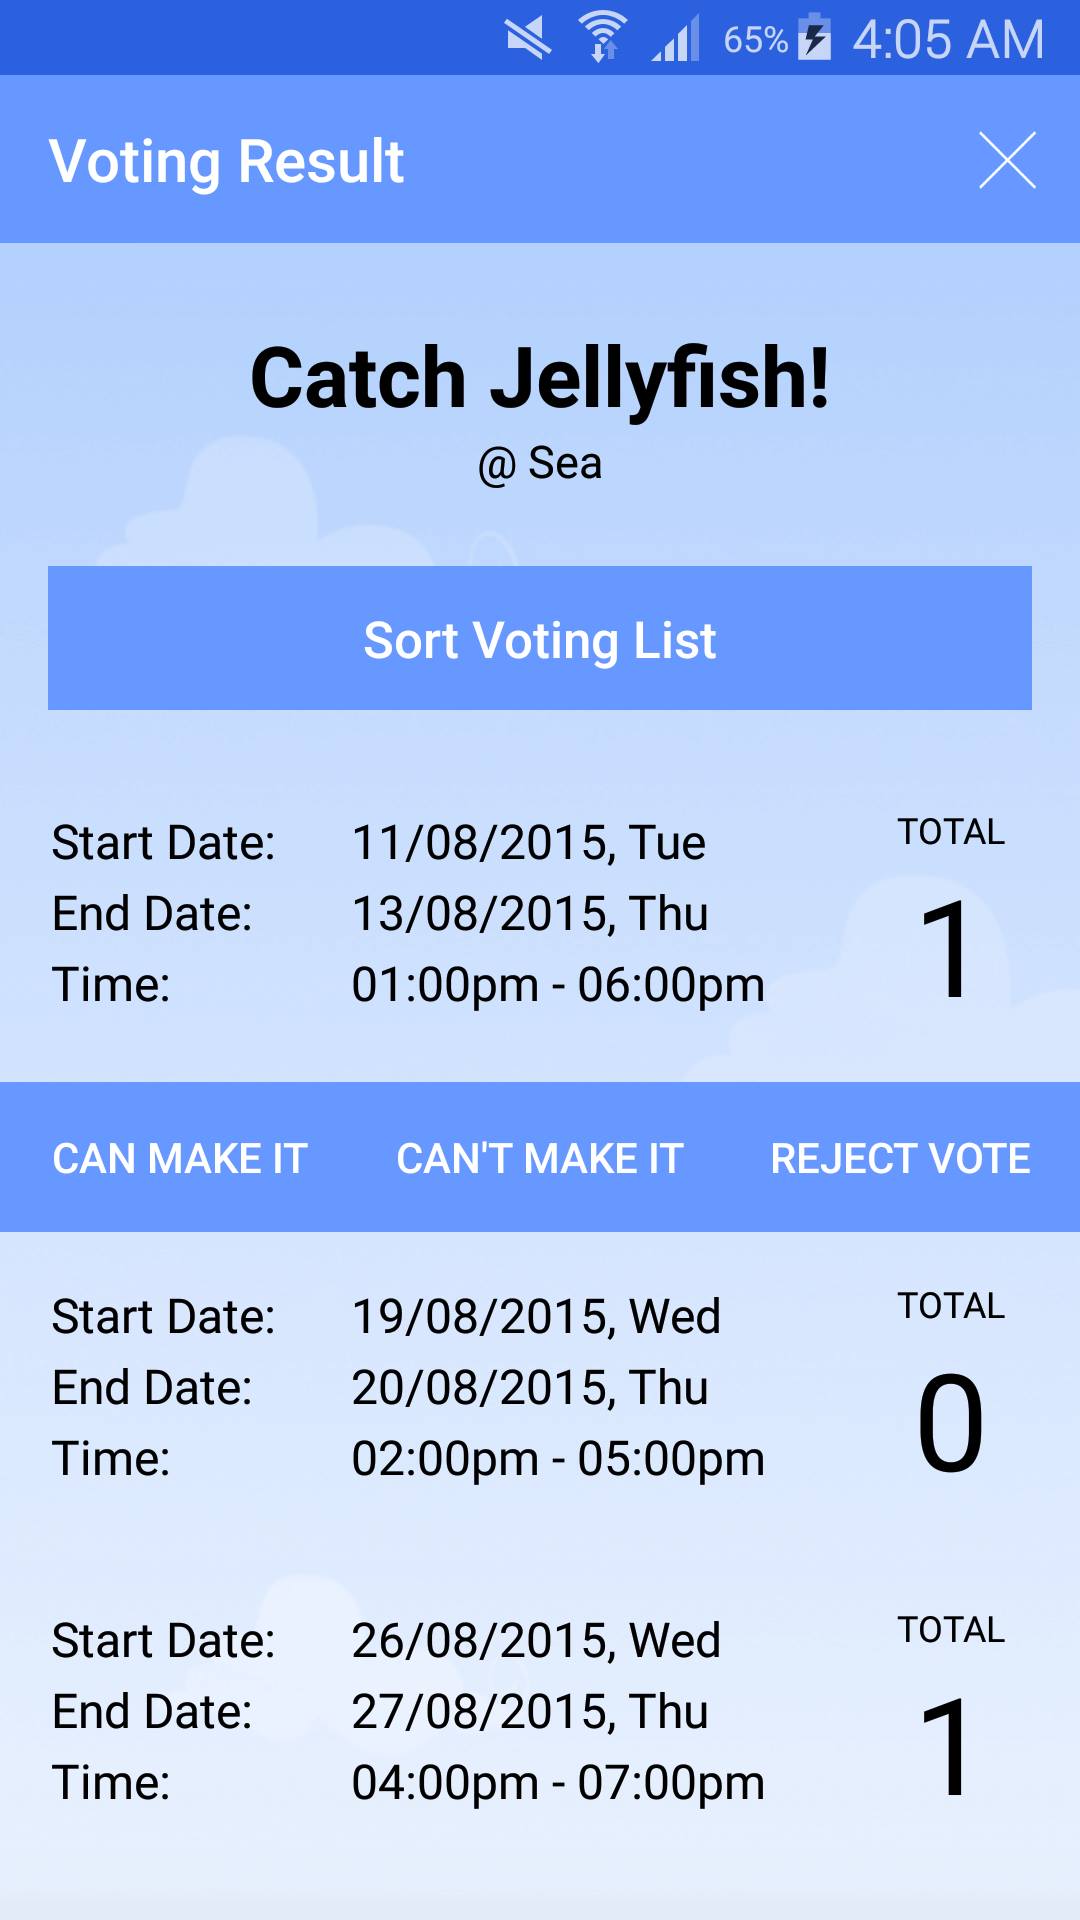 65% 4:05 AM
Voting Result
Catch Jellyfish!
@ Sea
Sort Voting List
Start Date: 11/08/2015, Tue TOTAL
End Date: 13/08/2015, Thu 1
Time: 01:00pm - 06:00pm
CAN MAKE IT CAN'T MAKE IT REJECT VOTE
Start Date: 19/08/2015, Wed TOTAL
End Date: 20/08/2015, Thu 0
Time: 02:00pm - 05:00pm
Start Date: 26/08/2015, Wed TOTAL
End Date: 27/08/2015, Thu 1
Time: 04:00pm - 07:00pm